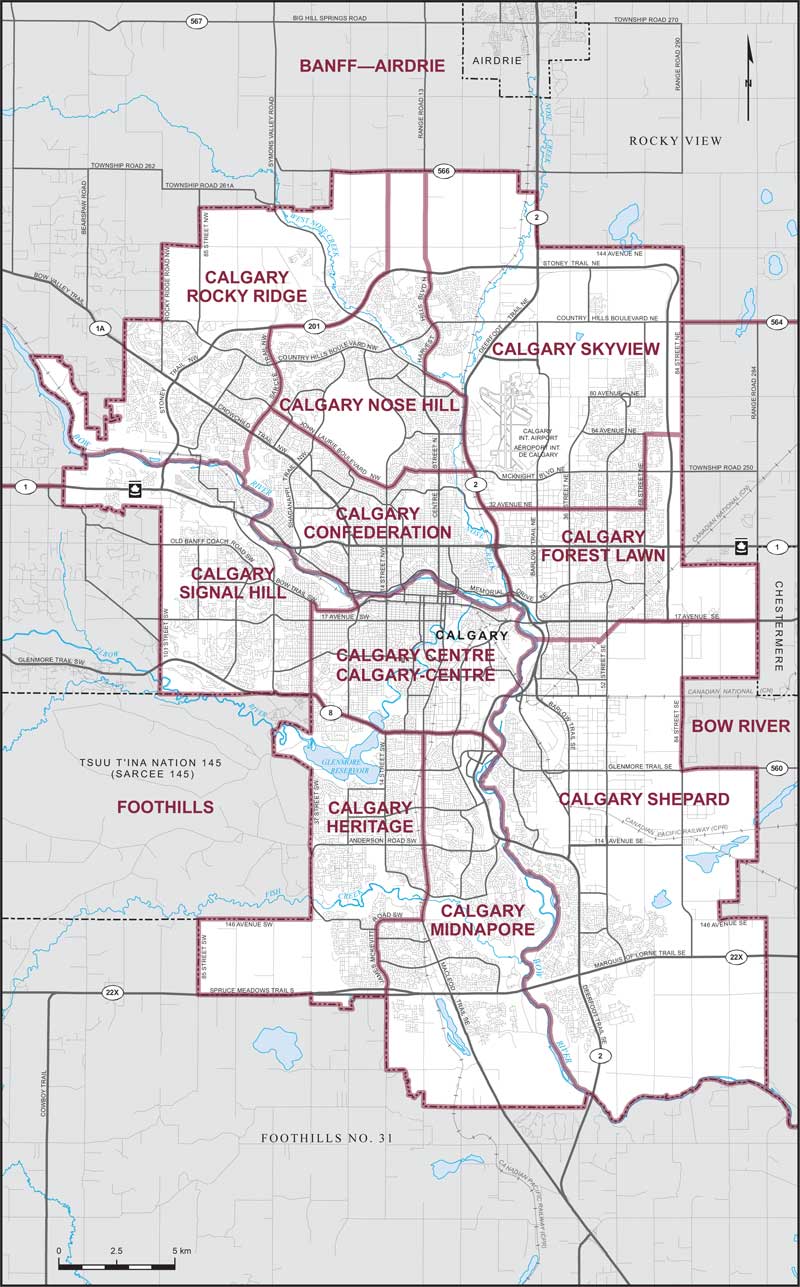 567
BIG HILL SPRINGS ROAD
TOWNSHIP ROAD 270
AIRDRIE
BANFF—AIRDRIE
RANGE ROAD 290
N
RANGE ROAD 13
SYMONS VALLEY ROAD
NOSE
CREEK
ROCKY VIEW
TOWNSHIP ROAD 262
566
TOWNSHIP ROAD 261A
BEARSPAW ROAD
85 STREET NW
WEST NOSE CREEK
2
144 AVENUE NE
ROCKY RIDGE ROAD NW
STONEY TRAIL NE
BOW VALLEY TRAIL
CALGARY
ROCKY RIDGE
HARVEST
HILLS BLVD N
1A
201
DEERFOOT TRAIL NE
COUNTRY HILLS BOULEVARD NE
564
CALGARY SKYVIEW
84 STREET NE
COUNTRY HILLS BOULEVARD NW
SARCEE TRAIL NW
STONEY TRAIL NW
RANGE ROAD 284
80 AVENUE NE
CALGARY NOSE HILL
CROWCHILD TRAIL NW
JOHN LAURIE BOULEVARD NW
64 AVENUE NE
CALGARY
INT. AIRPORT
AÉROPORT INT.
DE CALGARY
BOW
RIVER
SHAGANAPPI TRAIL NW
CENTRE STREET N
MCKNIGHT BLVD NE
TOWNSHIP ROAD 250
1
2
32 AVENUE NE
36 STREET NE
68 STREET NE
CANADIAN NATIONAL (CN)
CALGARY
CONFEDERATION
NOSE CREEK
BARLOW TRAIL NE
CALGARY
FOREST LAWN
OLD BANFF COACH ROAD SW
1
14 STREET NW
CALGARY
SIGNAL HILL
BOW TRAIL SW
MEMORIAL DRIVE SE
CHESTERMERE
17 AVENUE SW
17 AVENUE SE
101 STREET SW
CALGARY
CALGARY CENTRE
CALGARY-CENTRE
52 STREET SE
ELBOW
RIVER
GLENMORE TRAIL SW
CANADIAN NATIONAL (CN)
8
BARLOW TRAIL SE
84 STREET SE
BOW RIVER
TSUU T'INA NATION 145
(SARCEE 145)
GLENMORE
RESERVOIR
14 STREET SW
GLENMORE TRAIL SE
560
FOOTHILLS
37 STREET SW
CALGARY
HERITAGE
CALGARY SHEPARD
CANADIAN PACIFIC RAILWAY (CPR)
ANDERSON ROAD SW
114 AVENUE SE
FISH
CREEK
CALGARY
MIDNAPORE
146 AVENUE SW
ROAD SW
146 AVENUE SE
85 STREET SW
JAMES MCKEVITT
MARQUIS OF LORNE TRAIL SE
22X
BOW
RIVER
MACLEOD TRAIL SE
22X
SPRUCE MEADOWS TRAIL S
DEERFOOT TRAIL SE
2
COWBOY TRAIL
FOOTHILLS NO. 31
CANADIAN PACIFIC RAILWAY (CPR)
0
2.5
5 km